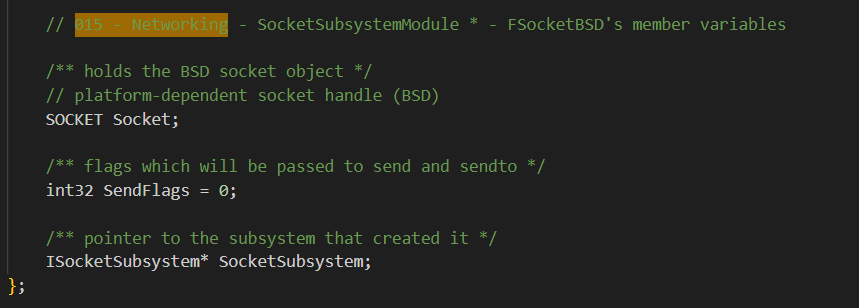 // 015 - Networking - SocketSubsystemModule * - FSocketBSD's member variables
/** holds the BSD socket object */
// platform-dependent socket handle (BSD)
SOCKET Socket;
/** flags which will be passed to send and sendto */
int32 SendFlags = 0;
/** pointer to the subsystem that created it */
ISocketSubsystem* SocketSubsystem;
};